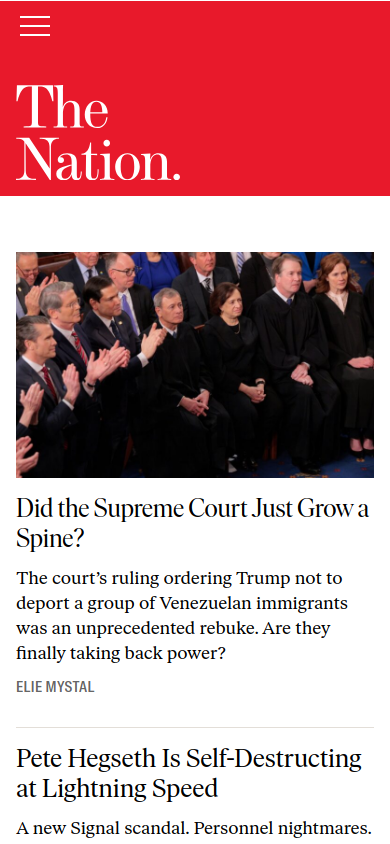 The
Nation.
Did the Supreme Court Just Grow a
Spine?
The court’s ruling ordering Trump not to
deport a group of Venezuelan immigrants
was an unprecedented rebuke. Are they
finally taking back power?
ELIE MYSTAL
Pete Hegseth Is Self-Destructing
at Lightning Speed
A new Signal scandal. Personnel nightmares.